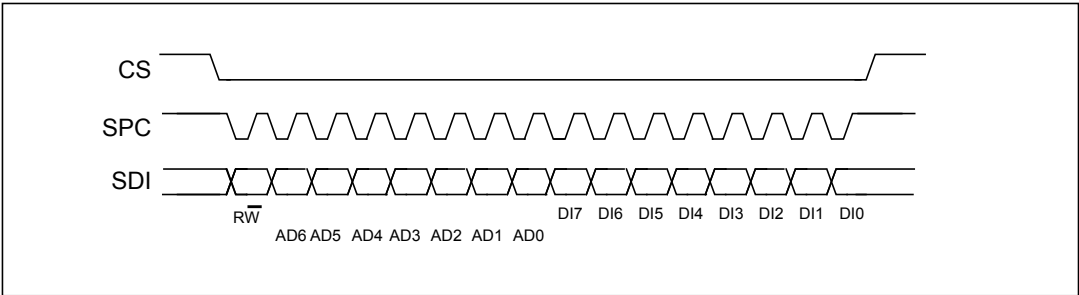 CS
SPC
SDI
RW̅
DI7 DI6 DI5 DI4 DI3 DI2 DI1 DI0
AD6 AD5 AD4 AD3 AD2 AD1 AD0